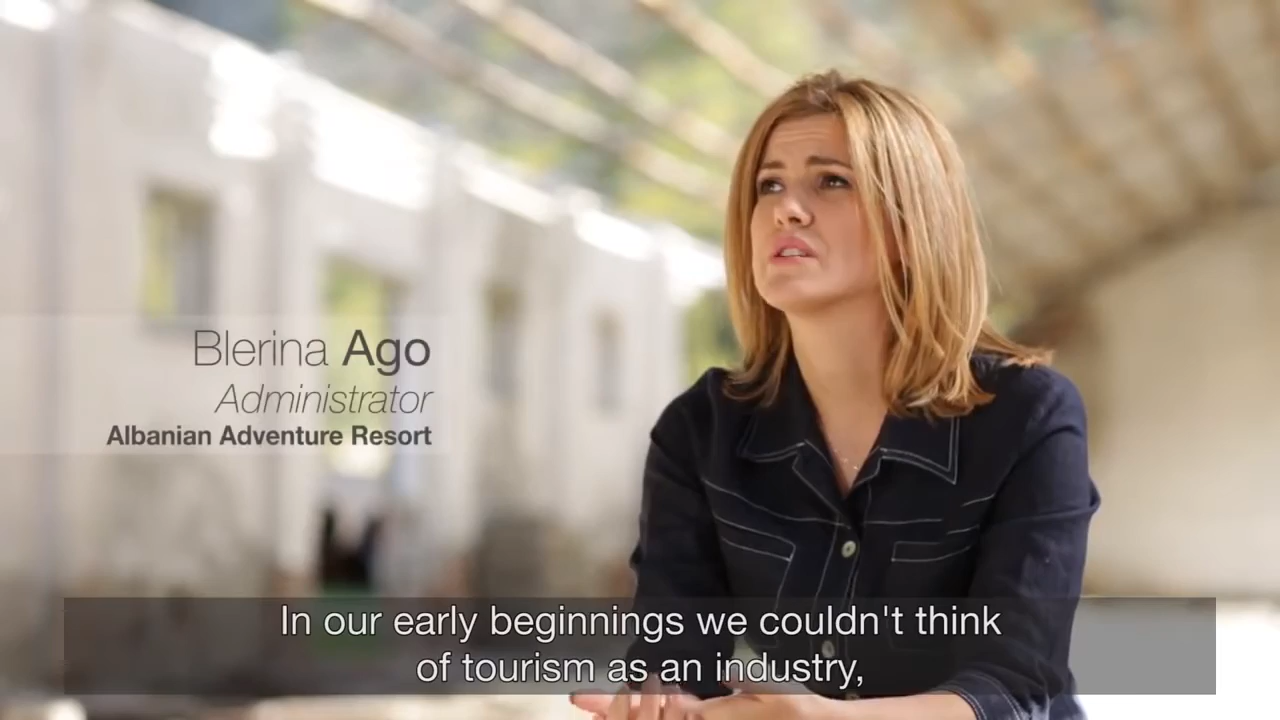 Blerina Ago
Administrator
Albanian Adventure Resort
In our early beginnings we couldn't think
of tourism as an industry,